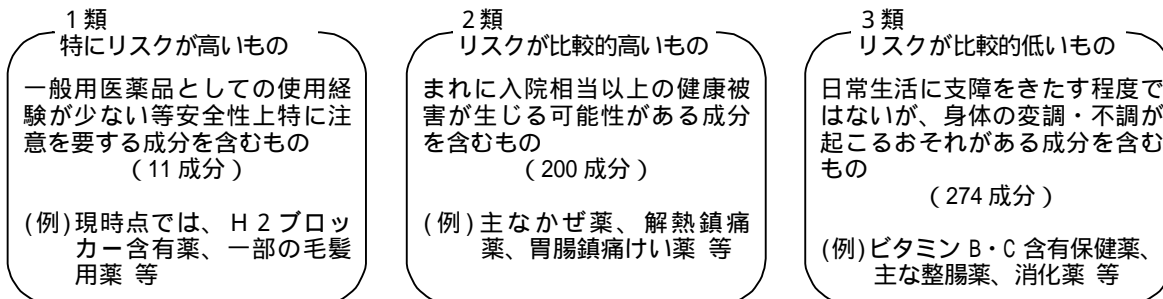 1類
特にリスクが高いもの
一般用医薬品としての使用経
験が少ない等安全性上特に注
意を要する成分を含むもの
（11 成分）
(例)現時点では、Ｈ２ブロッ
カー含有薬、一部の毛髪
用薬 等
2類
リスクが比較的高いもの
まれに入院相当以上の健康被
害が生じる可能性がある成分
を含むもの
（200 成分）
(例)主なかぜ薬、解熱鎮痛
薬、胃腸鎮痛けい薬 等
3類
リスクが比較的低いもの
日常生活に支障をきたす程度で
はないが、身体の変調・不調が
起こるおそれがある成分を含む
もの
（274 成分）
(例)ビタミンＢ・Ｃ含有保健薬、
主な整腸薬、消化薬 等